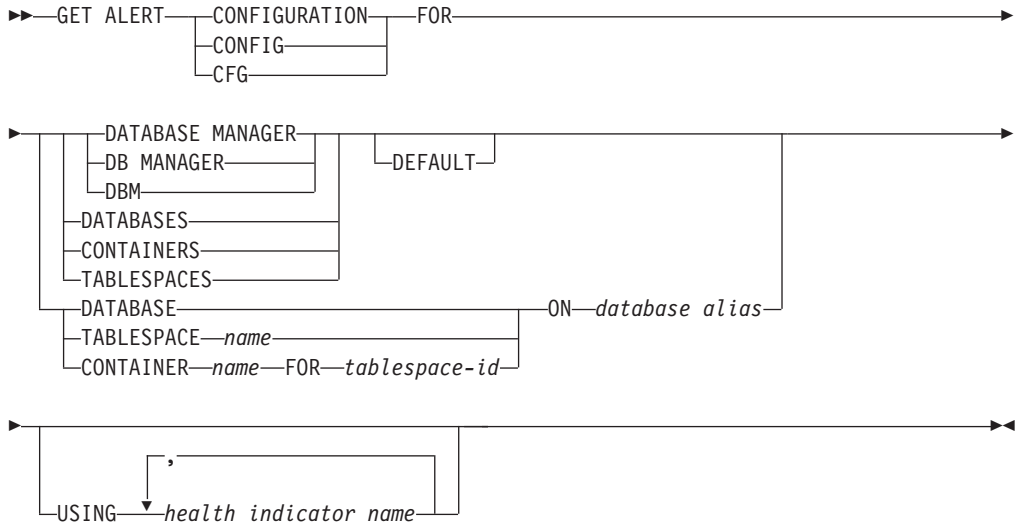 GET ALERT CONFIGURATION FOR
CONFIG
CFG
DATABASE MANAGER
DB MANAGER DEFAULT
DBM
DATABASES
CONTAINERS
TABLESPACES
DATABASE ON database alias
TABLESPACE name
CONTAINER name FOR tablespace-id
,
USING health indicator name